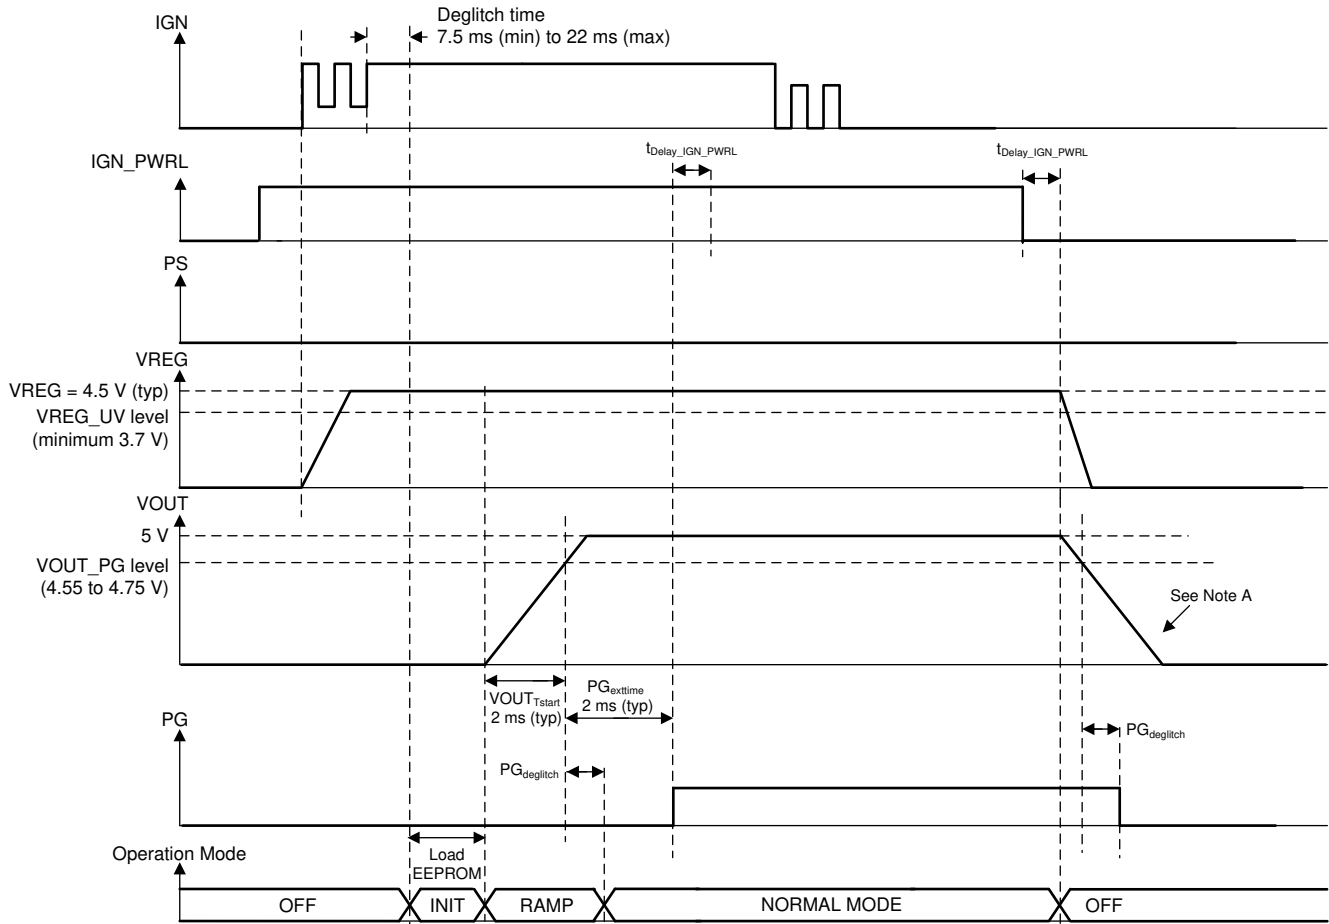 IGN
Deglitch time
7.5 ms (min) to 22 ms (max)
IGN_PWRL
tDelay_IGN_PWRL
tDelay_IGN_PWRL
PS
VREG
VREG = 4.5 V (typ)
VREG_UV level
(minimum 3.7 V)
VOUT
5 V
VOUT_PG level
(4.55 to 4.75 V)
See Note A
VOUTTstart
2 ms (typ)
PGexttime
2 ms (typ)
PG
PGdeglitch
PGdeglitch
Operation Mode
Load
EEPROM
OFF
INIT
RAMP
NORMAL MODE
OFF